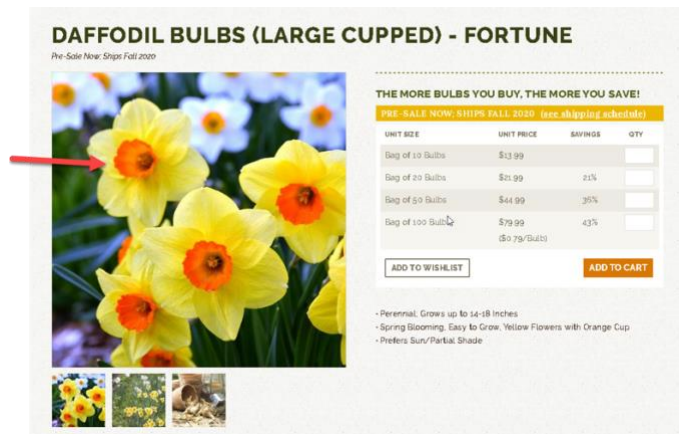 DAFFODIL BULBS (LARGE CUPPED) - FORTUNE
Pre-Sale Now; Ships Fall 2020
THE MORE BULBS YOU BUY, THE MORE YOU SAVE!
PRE-SALE NOW; SHIPS FALL 2020 (see shipping schedule)
UNIT SIZE UNIT PRICE SAVINGS QTY
Bag of 10 Bulbs $13.99
Bag of 20 Bulbs $21.99 21%
Bag of 50 Bulbs $44.99 36%
Bag of 100 Bulbs $79.99 43%
($0.79/Bulb)
ADD TO WISHLIST ADD TO CART
• Perennial, Grows up to 14-18 Inches
• Spring Blooming, Easy to Grow, Yellow Flowers with Orange Cup
• Prefers Sun/Partial Shade